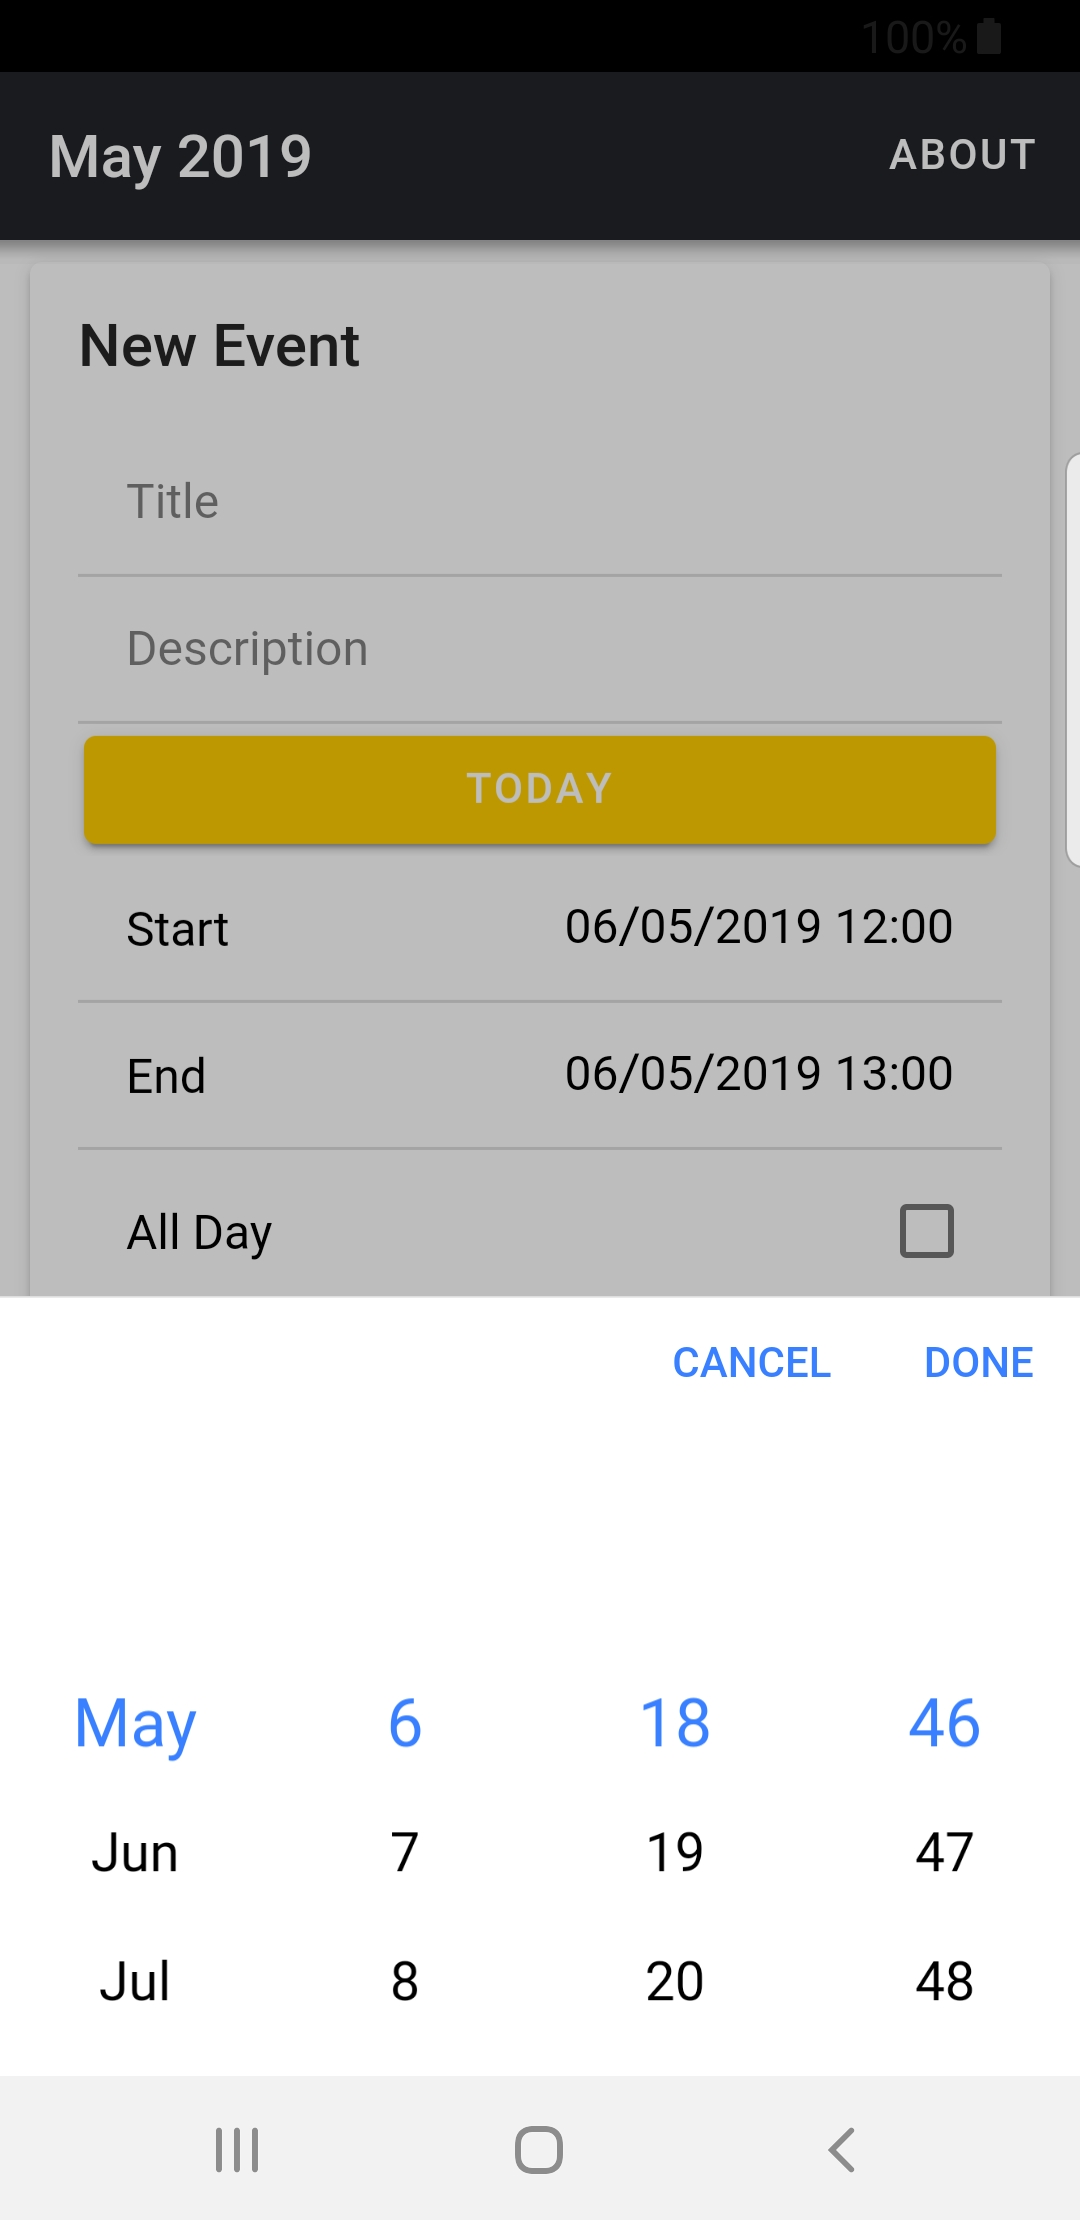 100%
May 2019 ABOUT
New Event
Title
Description
TODAY
Start 06/05/2019 12:00
End 06/05/2019 13:00
All Day
CANCEL DONE
May 6 18 46
Jun 7 19 47
Jul 8 20 48